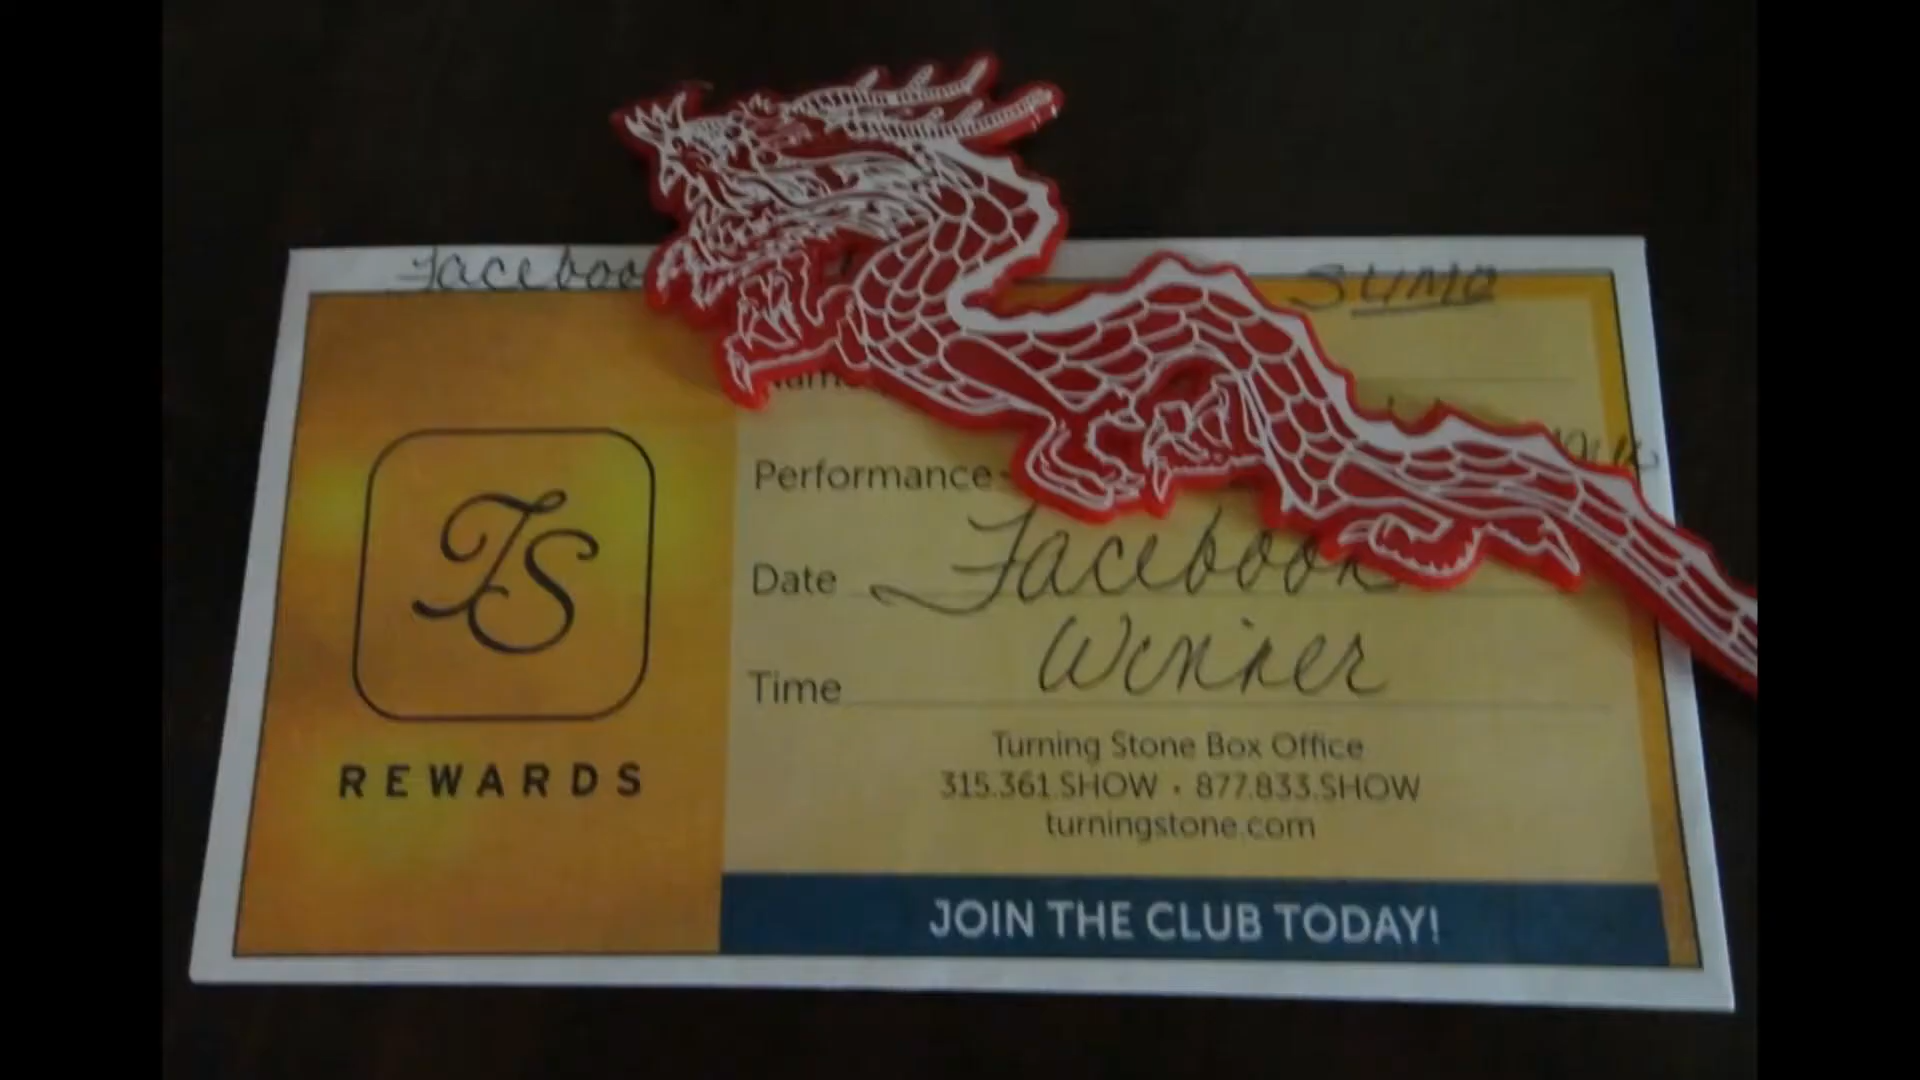 Faceboo SUMO
Name
Performance
Date Facebook
Time Winner
TS
REWARDS
Turning Stone Box Office
315.361.SHOW • 877.833.SHOW
turningstone.com
JOIN THE CLUB TODAY!